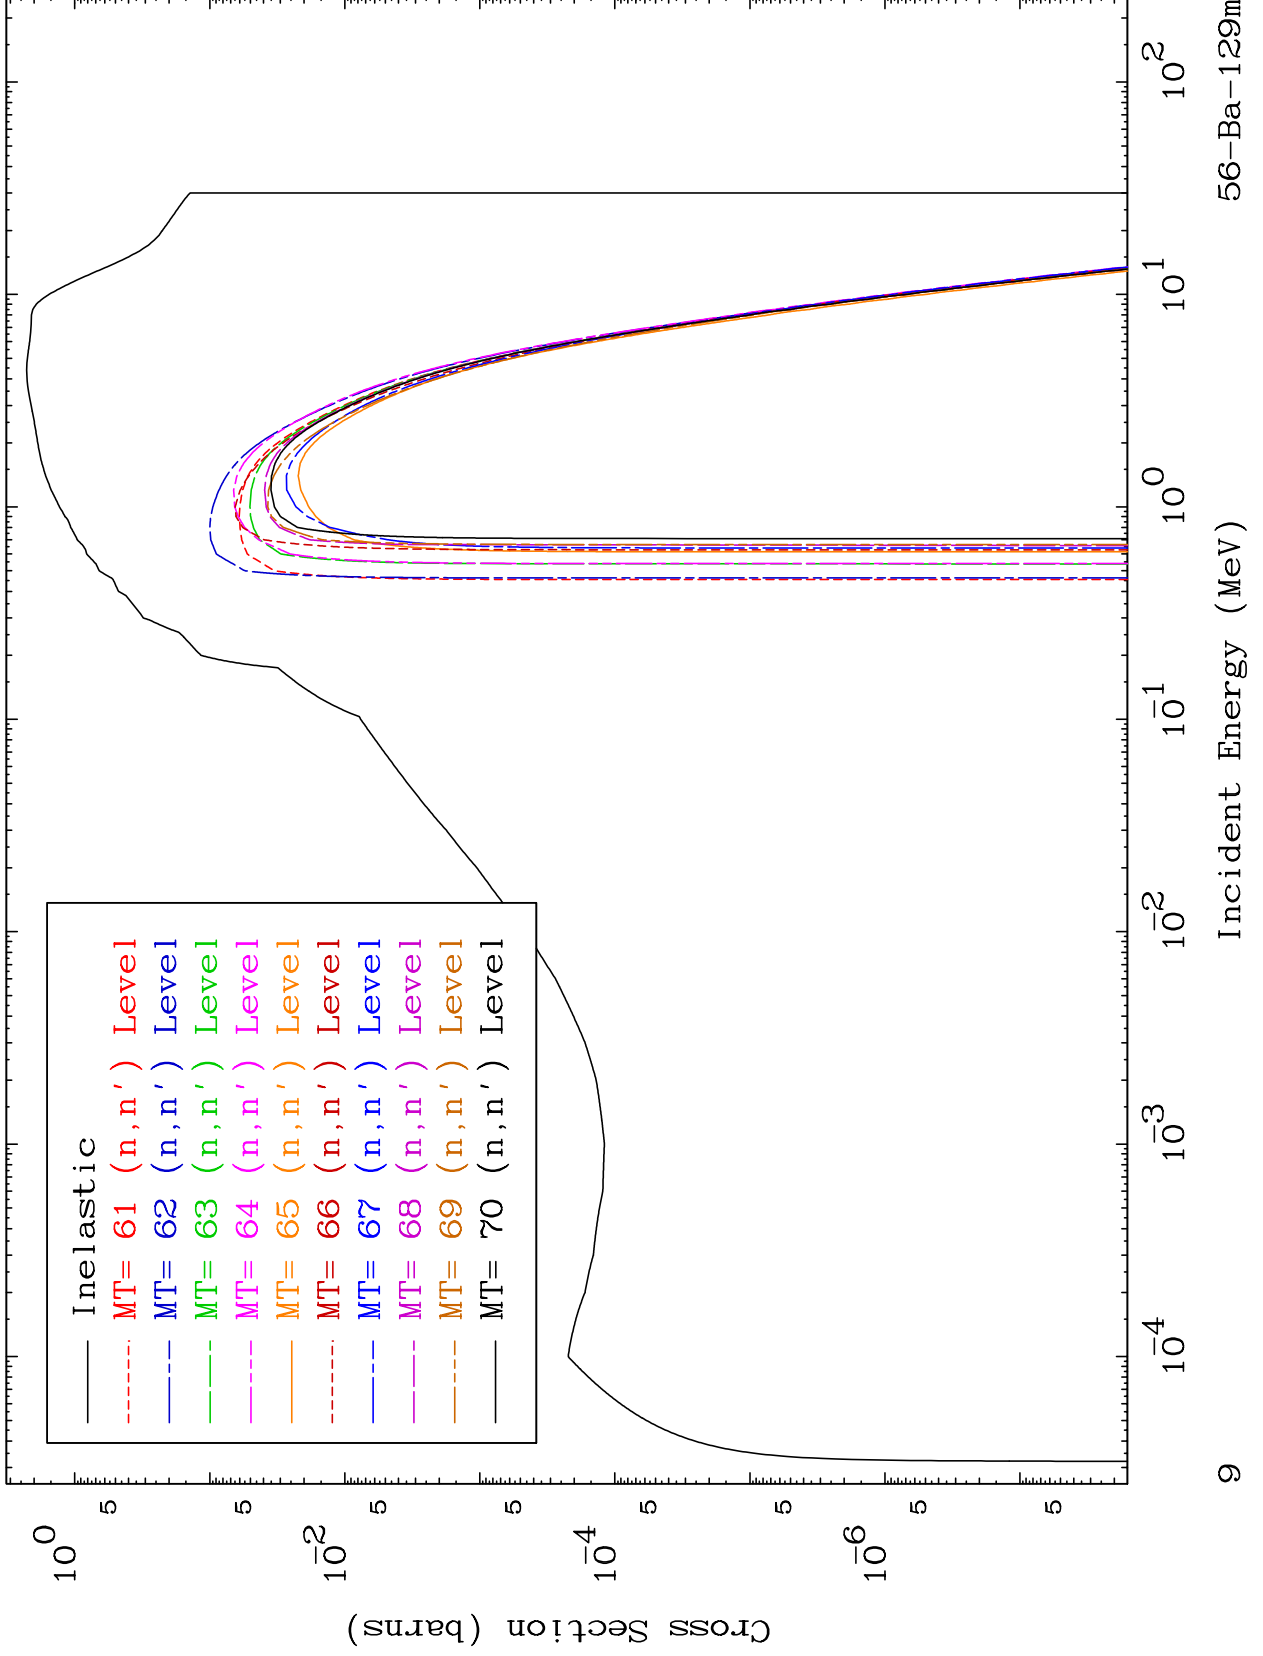 Inelastic
MT= 61 (n,n') Level
MT= 62 (n,n') Level
MT= 63 (n,n') Level
MT= 64 (n,n') Level
MT= 65 (n,n') Level
MT= 66 (n,n') Level
MT= 67 (n,n') Level
MT= 68 (n,n') Level
MT= 69 (n,n') Level
MT= 70 (n,n') Level
Cross Section (barns)
10^0
5
5
10^-2
5
5
10^-4
5
5
10^-6
5
5
10^-4 10^-3 10^-2 10^-1 10^0 10^1 10^2
9 Incident Energy (MeV) 56-Ba-129m